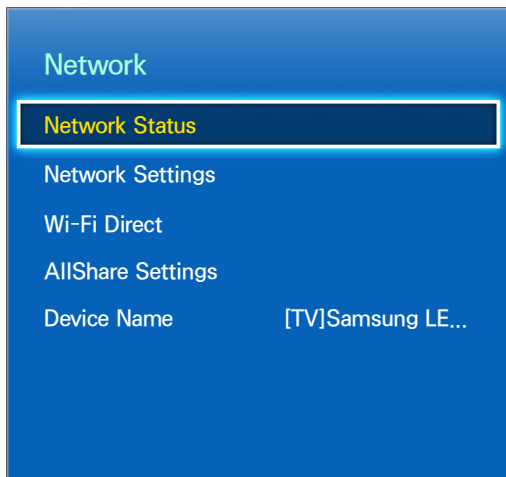 Network
Network Status
Network Settings
Wi-Fi Direct
AllShare Settings
Device Name [TV]Samsung LE...